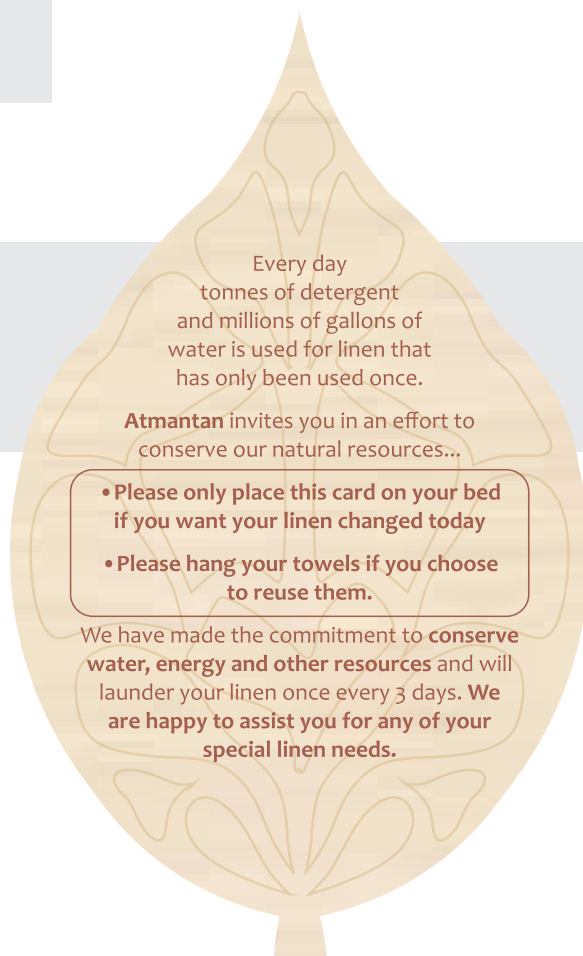 Every day
tonnes of detergent
and millions of gallons of
water is used for linen that
has only been used once.
Atmantan invites you in an effort to
conserve our natural resources...
•Please only place this card on your bed
if you want your linen changed today
•Please hang your towels if you choose
to reuse them.
We have made the commitment to conserve
water, energy and other resources and will
launder your linen once every 3 days. We
are happy to assist you for any of your
special linen needs.